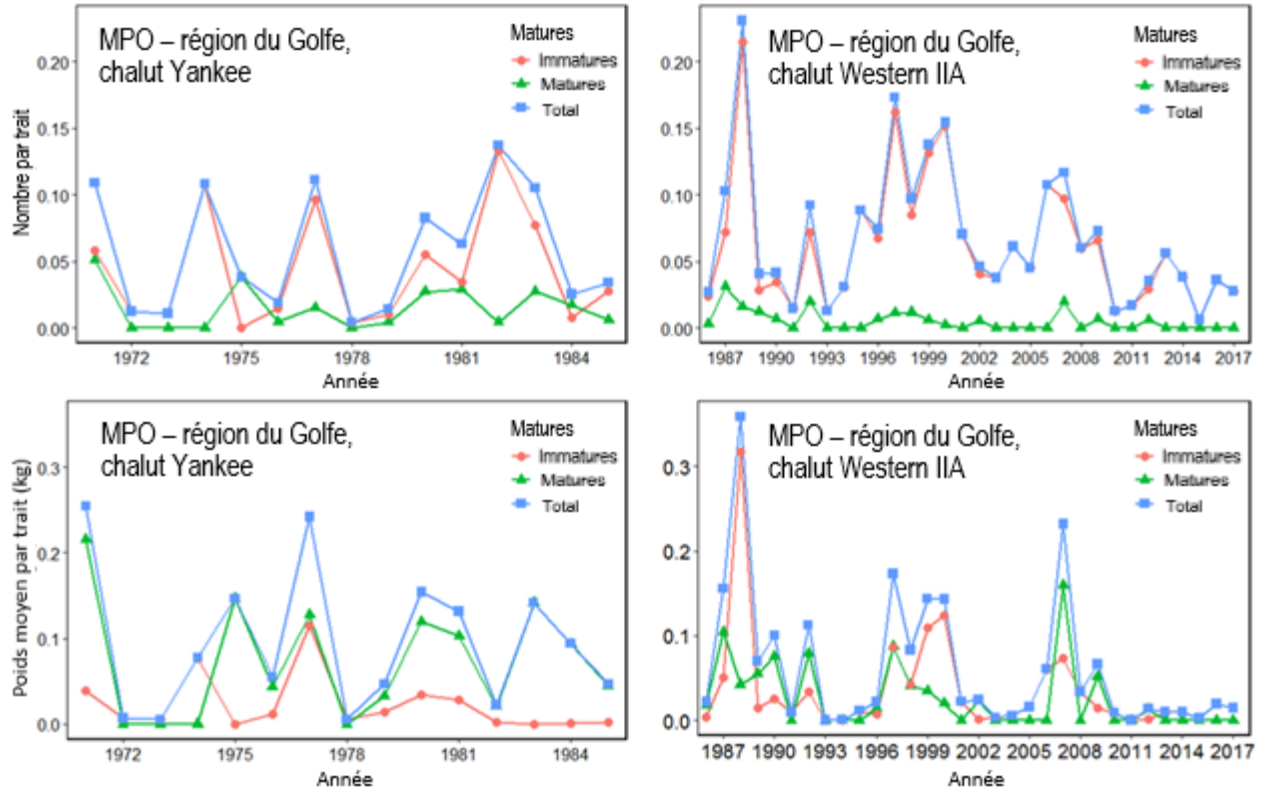 MPO – région du Golfe,
chalut Yankee
Matures
Immatures
Matures
Total
Nombre par trait
0.20
0.15
0.10
0.05
0.00
1972
1975
1978
1981
1984
Année
MPO – région du Golfe,
chalut Western IIA
Matures
Immatures
Matures
Total
0.20
0.15
0.10
0.05
0.00
1987
1990
1993
1996
1999
2002
2005
2008
2011
2014
2017
Année
MPO – région du Golfe,
chalut Yankee
Matures
Immatures
Matures
Total
Poids moyen par trait (kg)
0.3
0.2
0.1
0.0
1972
1975
1978
1981
1984
Année
MPO – région du Golfe,
chalut Western IIA
Matures
Immatures
Matures
Total
0.3
0.2
0.1
0.0
1987
1990
1993
1996
1999
2002
2005
2008
2011
2014
2017
Année